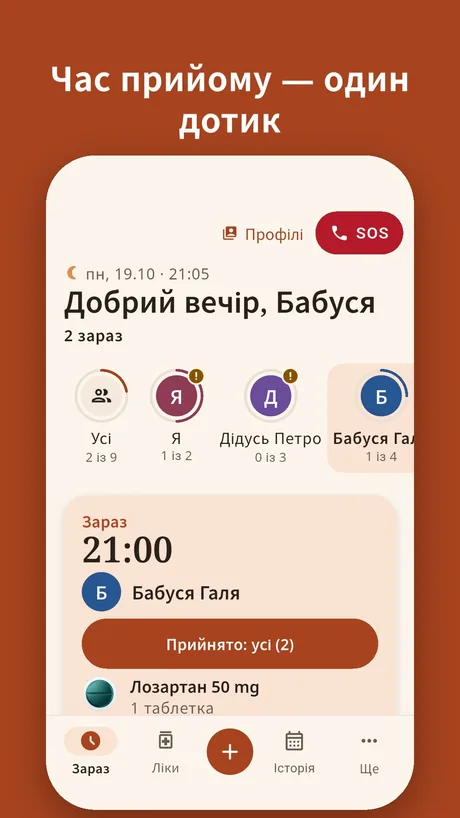 Час прийому — один
дотик
Профілі
SOS
пн, 19.10 · 21:05
Добрий вечір, Бабуся
2 зараз
!
!
Я
Д
Б
Усі
Я
Дідусь Петро
Бабуся Гал
2 із 9
1 із 2
0 із 3
1 із 4
Зараз
21:00
Б
Бабуся Галя
Прийнято: усі (2)
Лозартан 50 mg
1 таблетка
Зараз
Ліки
Історія
Ще